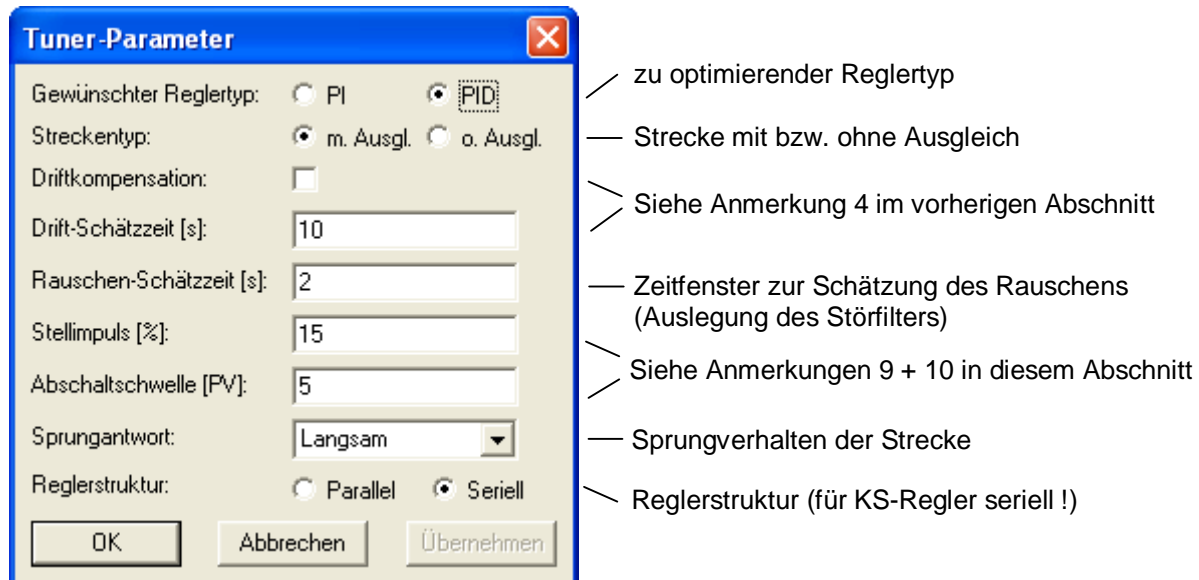 Tuner-Parameter
Gewünschter Reglertyp: PI PID
zu optimierender Reglertyp
Streckentyp: m. Ausgl. o. Ausgl.
Strecke mit bzw. ohne Ausgleich
Driftkompensation:
Siehe Anmerkung 4 im vorherigen Abschnitt
Drift-Schätzzeit [s]: 10
Rauschen-Schätzzeit [s]: 2
Zeitfenster zur Schätzung des Rauschens
(Auslegung des Störfilters)
Stellimpuls [%]: 15
Siehe Anmerkungen 9 + 10 in diesem Abschnitt
Abschaltschwelle [PV]: 5
Sprungantwort: Langsam
Sprungverhalten der Strecke
Reglerstruktur: Parallel Seriell
Reglerstruktur (für KS-Regler seriell !)
OK Abbrechen Übernehmen